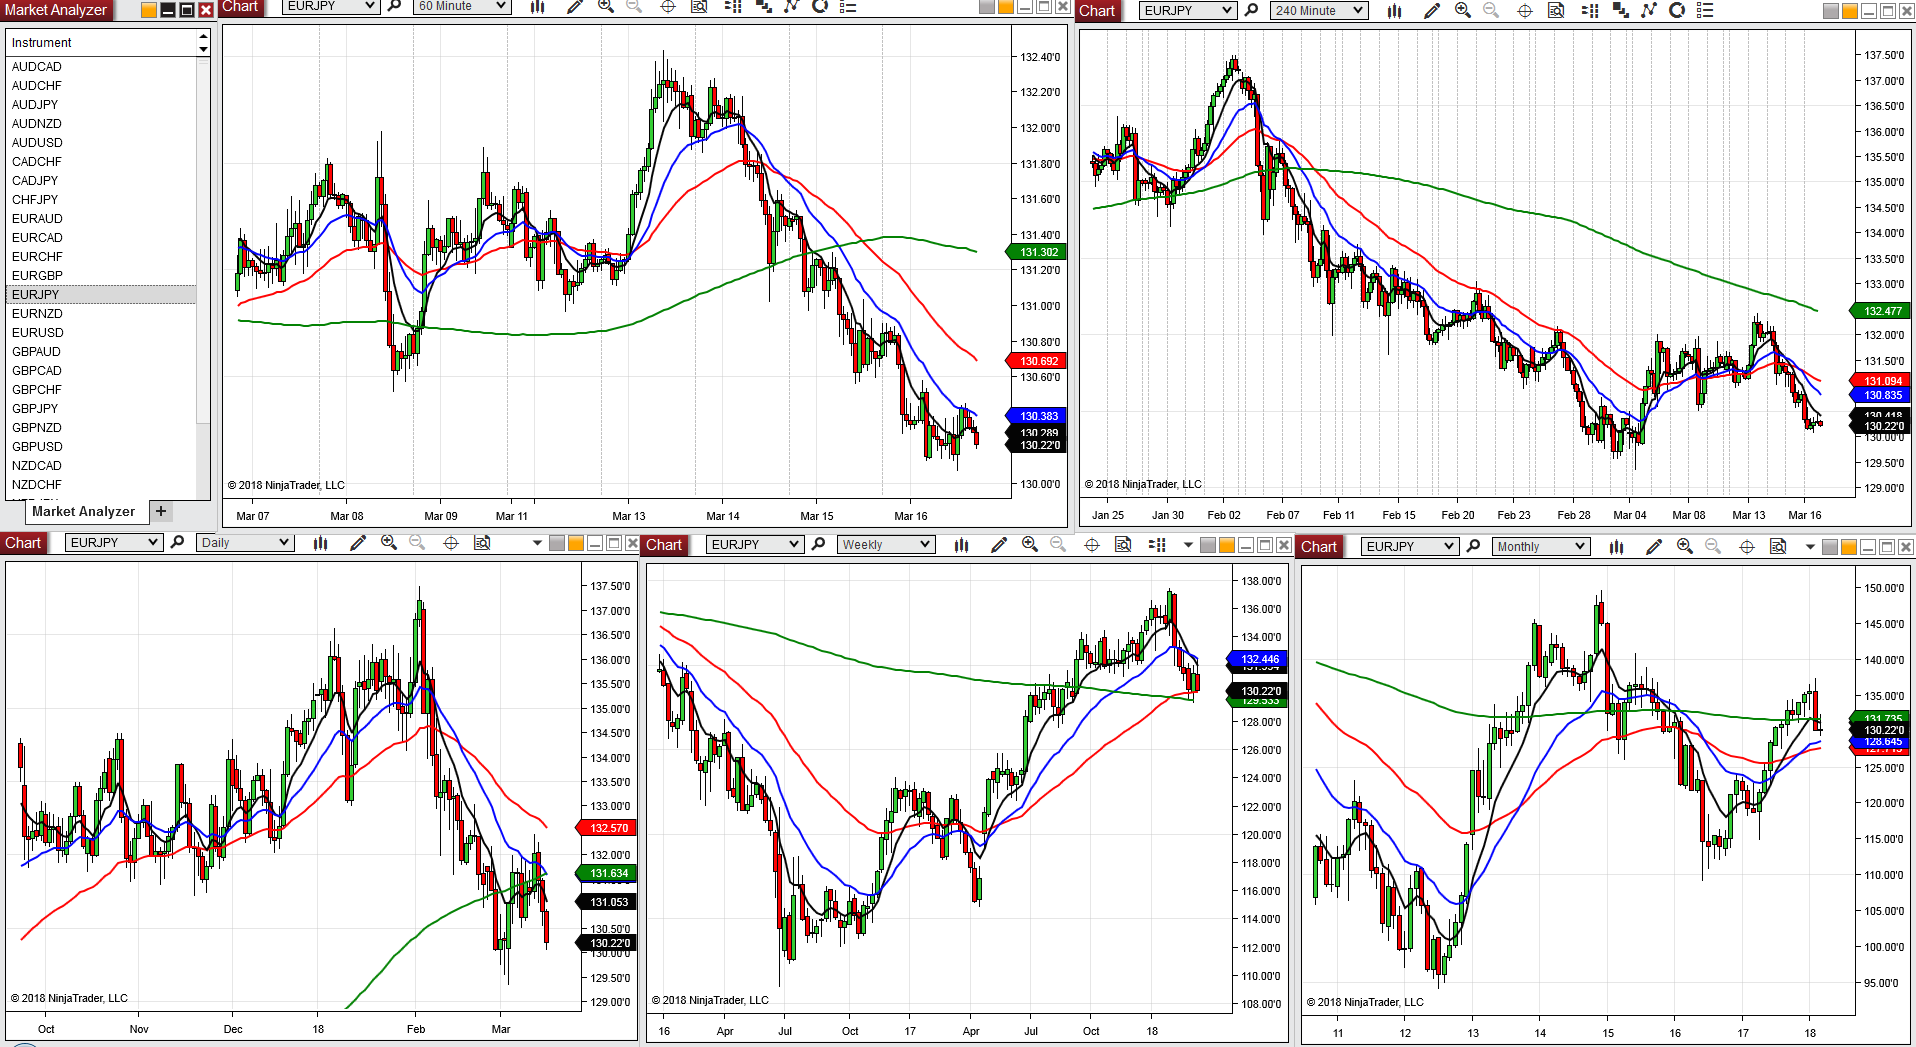 Market Analyzer
Instrument
AUDCAD
AUDCHF
AUDJPY
AUDNZD
AUDUSD
CADCHF
CADJPY
CHFJPY
EURAUD
EURCAD
EURCHF
EURGBP
EURJPY
EURNZD
EURUSD
GBPAUD
GBPCAD
GBPCHF
GBPJPY
GBPNZD
GBPUSD
NZDCAD
NZDCHF
Market Analyzer +
Chart EURJPY 60 Minute
132.40'0
132.20'0
132.00'0
131.80'0
131.60'0
131.40'0
131.302
131.20'0
131.00'0
130.80'0
130.692
130.60'0
130.383
130.289
130.22'0
130.00'0
© 2018 NinjaTrader, LLC
Mar 07 Mar 08 Mar 09 Mar 11 Mar 13 Mar 14 Mar 15 Mar 16
Chart EURJPY 240 Minute
137.50'0
137.00'0
136.50'0
136.00'0
135.50'0
135.00'0
134.50'0
134.00'0
133.50'0
133.00'0
132.477
132.00'0
131.50'0
131.094
130.835
130.418
130.22'0
130.00'0
129.50'0
129.00'0
© 2018 NinjaTrader, LLC
Jan 25 Jan 30 Feb 02 Feb 07 Feb 11 Feb 15 Feb 20 Feb 23 Feb 28 Mar 04 Mar 08 Mar 13 Mar 16
Chart EURJPY Daily
137.50'0
137.00'0
136.50'0
136.00'0
135.50'0
135.00'0
134.50'0
134.00'0
133.50'0
133.00'0
132.570
132.00'0
131.634
131.053
130.50'0
130.22'0
130.00'0
129.50'0
129.00'0
© 2018 NinjaTrader, LLC
Oct Nov Dec 18 Feb Mar
Chart EURJPY Weekly
138.00'0
136.00'0
134.00'0
132.446
130.22'0
128.00'0
126.00'0
124.00'0
122.00'0
120.00'0
118.00'0
116.00'0
114.00'0
112.00'0
110.00'0
108.00'0
© 2018 NinjaTrader, LLC
16 Apr Jul Oct 17 Apr Jul Oct 18
Chart EURJPY Monthly
150.00'0
145.00'0
140.00'0
135.00'0
131.735
130.22'0
128.645
125.00'0
120.00'0
115.00'0
110.00'0
105.00'0
100.00'0
95.00'0
© 2018 NinjaTrader, LLC
11 12 13 14 15 16 17 18